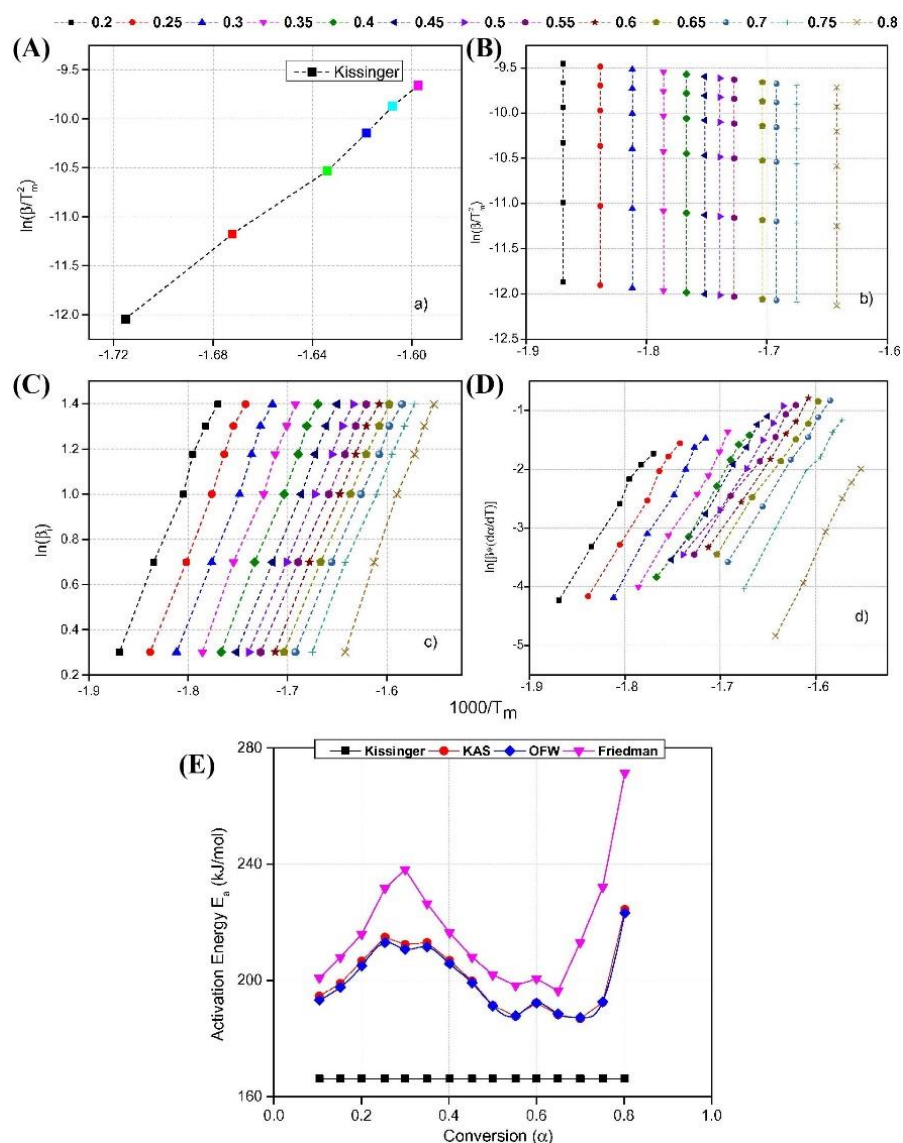 0.2 0.25 0.3 0.35 0.4 0.45 0.5 0.55 0.6 0.65 0.7 0.75 0.8
(A)
Kissinger
-9.5
-10.0
-10.5
-11.0
-11.5
-12.0
ln(β/T²m)
a)
-1.72 -1.68 -1.64 -1.60
(B)
-9.5
-10.0
-10.5
-11.0
-11.5
-12.0
-12.5
ln(β/T²m)
b)
-1.9 -1.8 -1.7 -1.6
(C)
1.4
1.2
1.0
0.8
0.6
0.4
0.2
ln(βi)
c)
-1.9 -1.8 -1.7 -1.6
(D)
-1
-2
-3
-4
-5
ln[β*(dα/dT)]
d)
-1.9 -1.8 -1.7 -1.6
1000/Tm
(E)
Kissinger KAS OFW Friedman
280
240
200
160
Activation Energy Ea (kJ/mol)
0.0 0.2 0.4 0.6 0.8 1.0
Conversion (α)